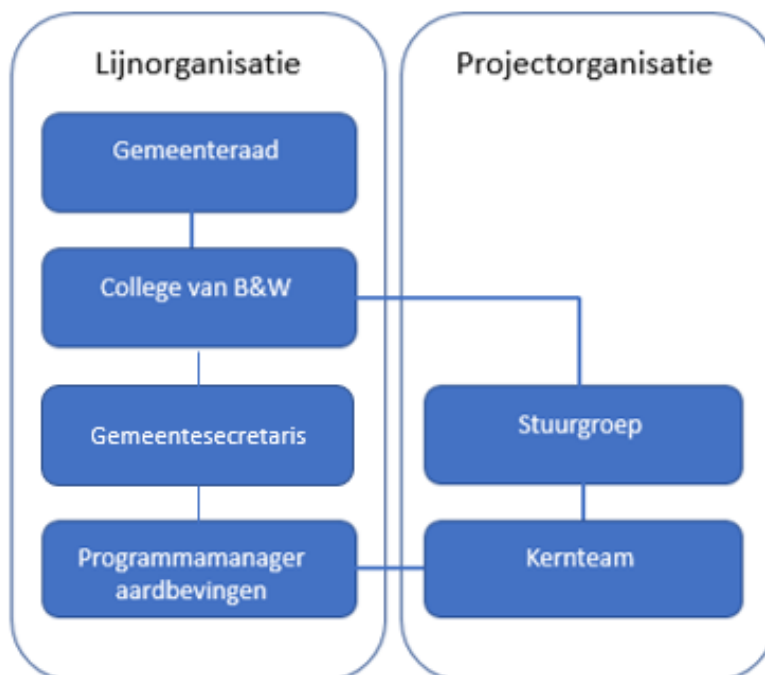 Lijnorganisatie
Gemeenteraad
College van B&W
Gemeentesecretaris
Programmamanager
aardbevingen
Projectorganisatie
Stuurgroep
Kernteam